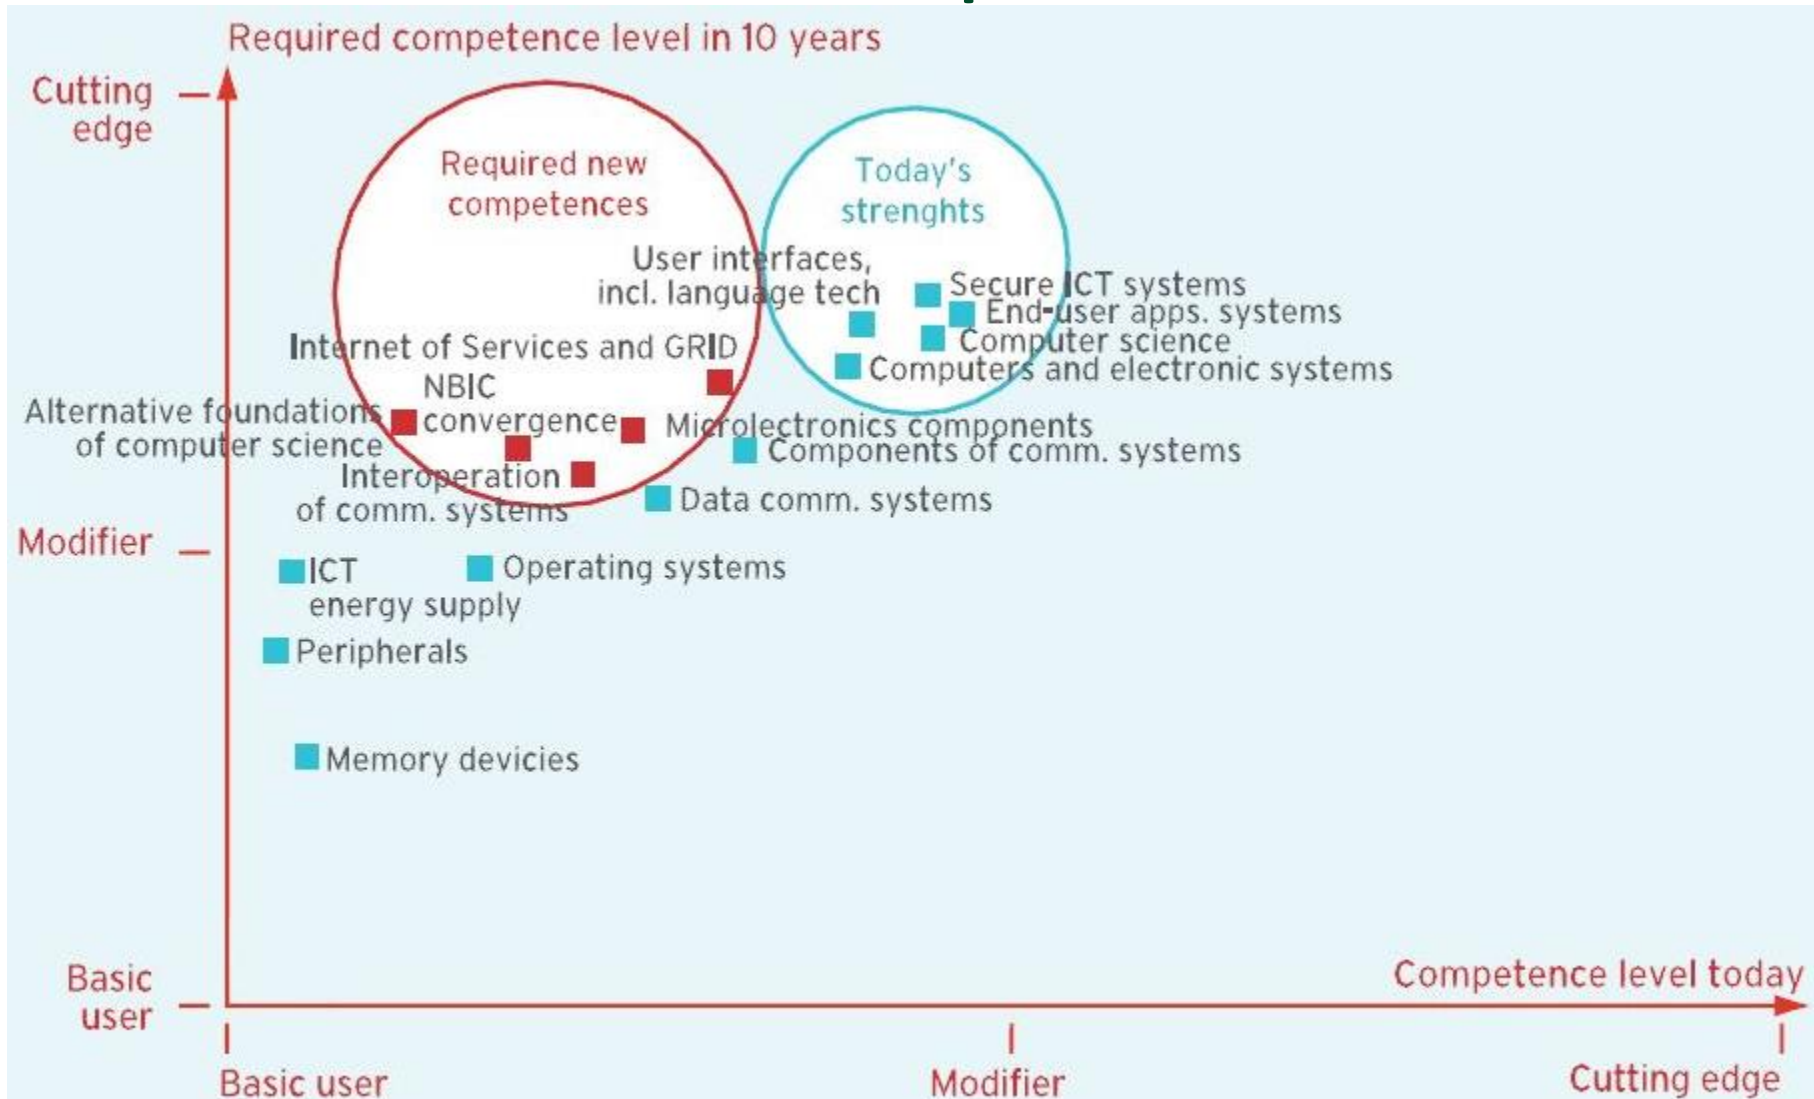 Required competence level in 10 years
Cutting
edge
Required new
competences
Today's
strenghts
User interfaces,
incl. language tech
Secure ICT systems
End-user apps. systems
Computer science
Computers and electronic systems
Internet of Services and GRID
NBIC
convergence
Alternative foundations
of computer science
Microlectronics components
Components of comm. systems
Interoperation
of comm. systems
Data comm. systems
Modifier
ICT
energy supply
Operating systems
Peripherals
Memory devicies
Basic
user
Competence level today
Basic user
Modifier
Cutting edge